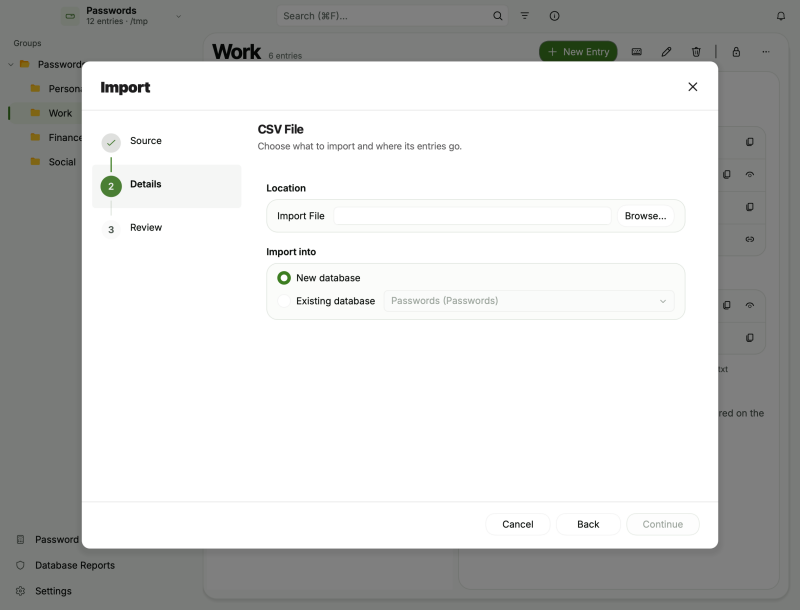 Passwords
12 entries · /tmp
Search (⌘F)...
Groups
Passwords
Work
6 entries
New Entry
Persona
Work
Finance
Social
Import
Source
2
Details
3
Review
CSV File
Choose what to import and where its entries go.
Location
Import File
Browse...
Import into
New database
Existing database
Passwords (Passwords)
txt
red on the
Cancel
Back
Continue
Password
Database Reports
Settings